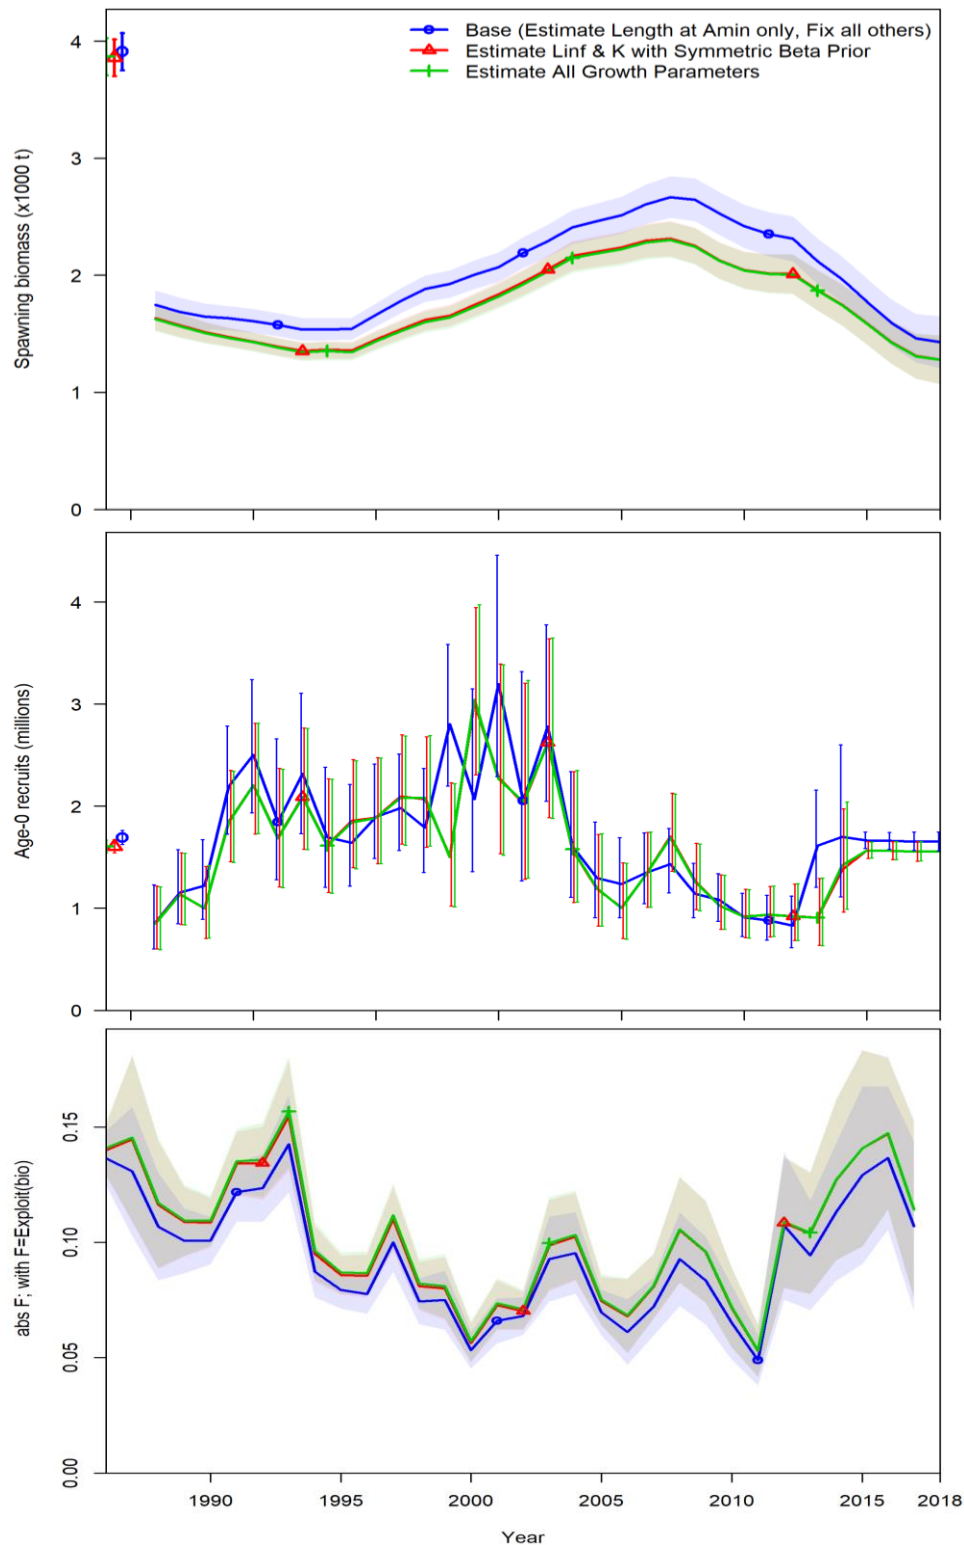 Base (Estimate Length at Amin only, Fix all others)
Estimate Linf & K with Symmetric Beta Prior
Estimate All Growth Parameters
Spawning biomass (x1000 t)
4
3
2
1
0
Age-0 recruits (millions)
4
3
2
1
0
abs F; with F=Exploit(bio)
0.15
0.10
0.05
0.00
1990 1995 2000 2005 2010 2015 2018
Year